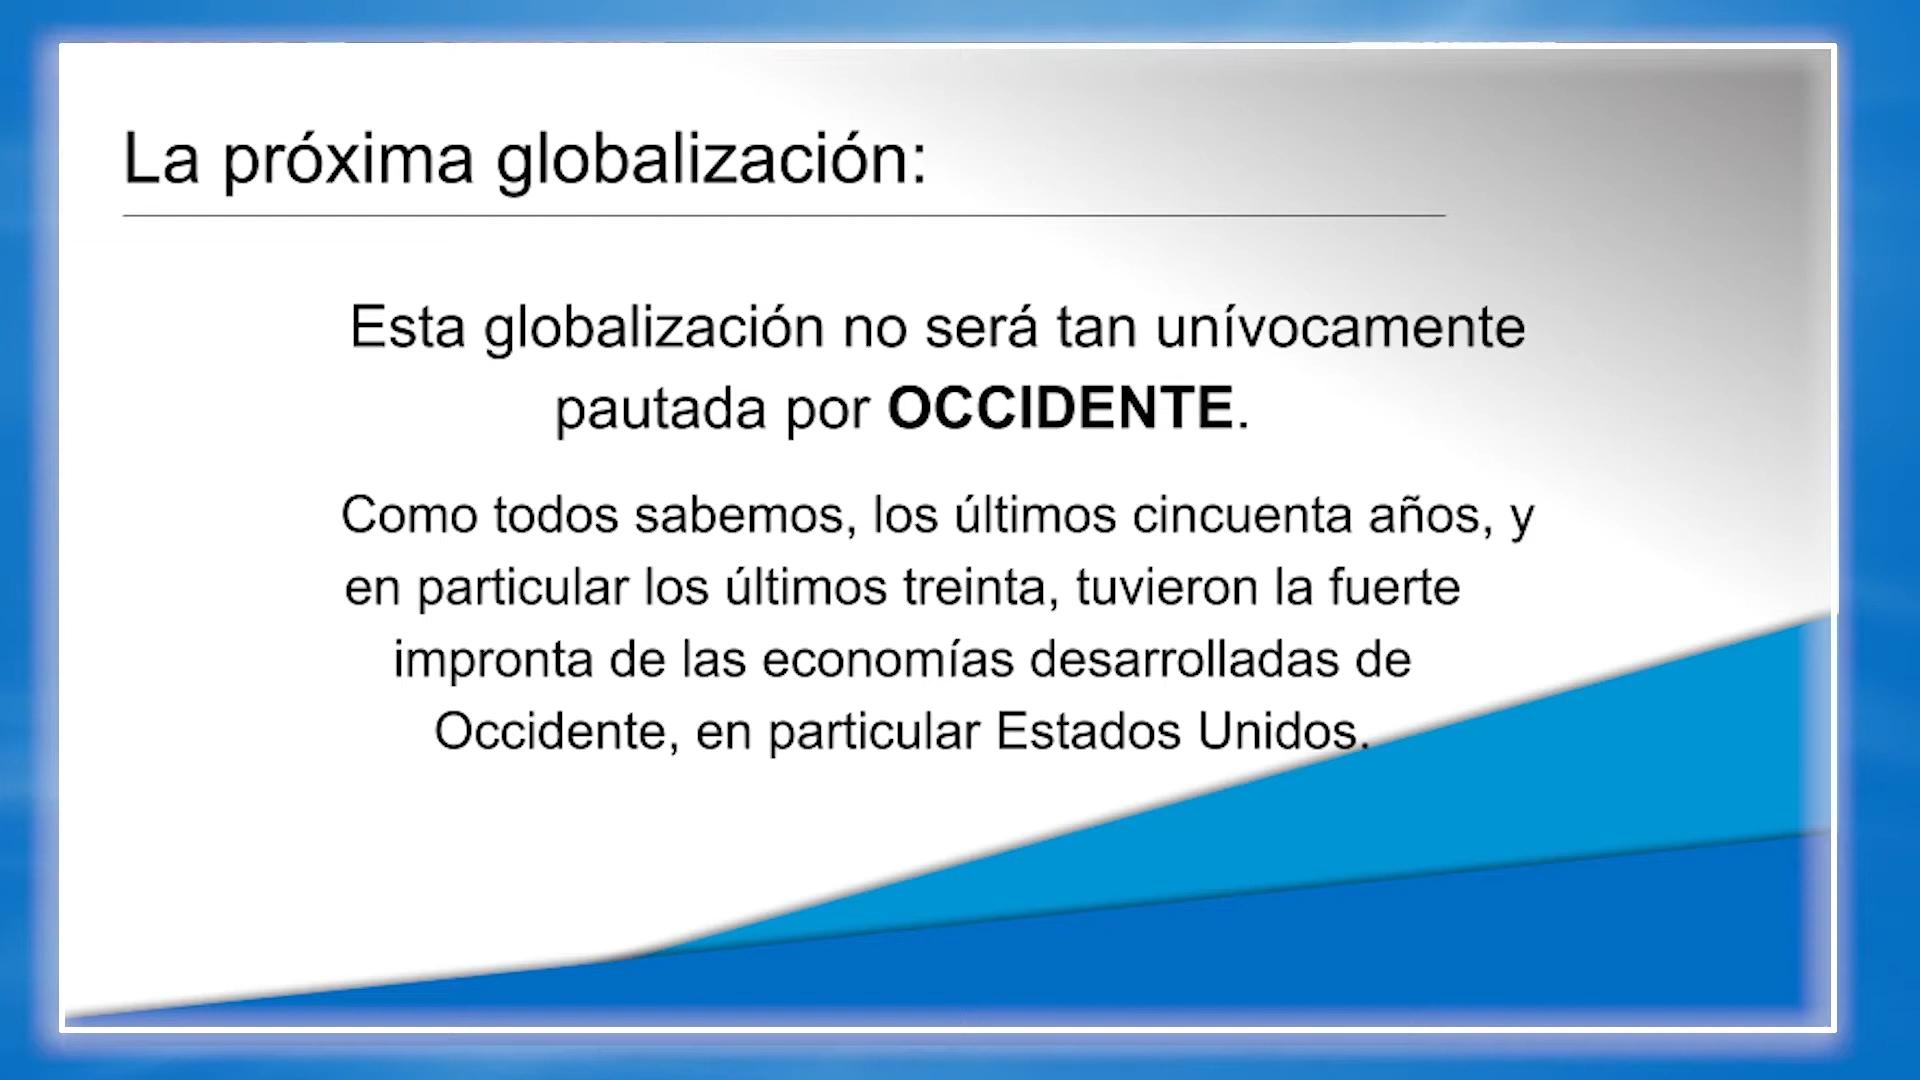 La próxima globalización:
Esta globalización no será tan unívocamente
pautada por OCCIDENTE.
Como todos sabemos, los últimos cincuenta años, y
en particular los últimos treinta, tuvieron la fuerte
impronta de las economías desarrolladas de
Occidente, en particular Estados Unidos.